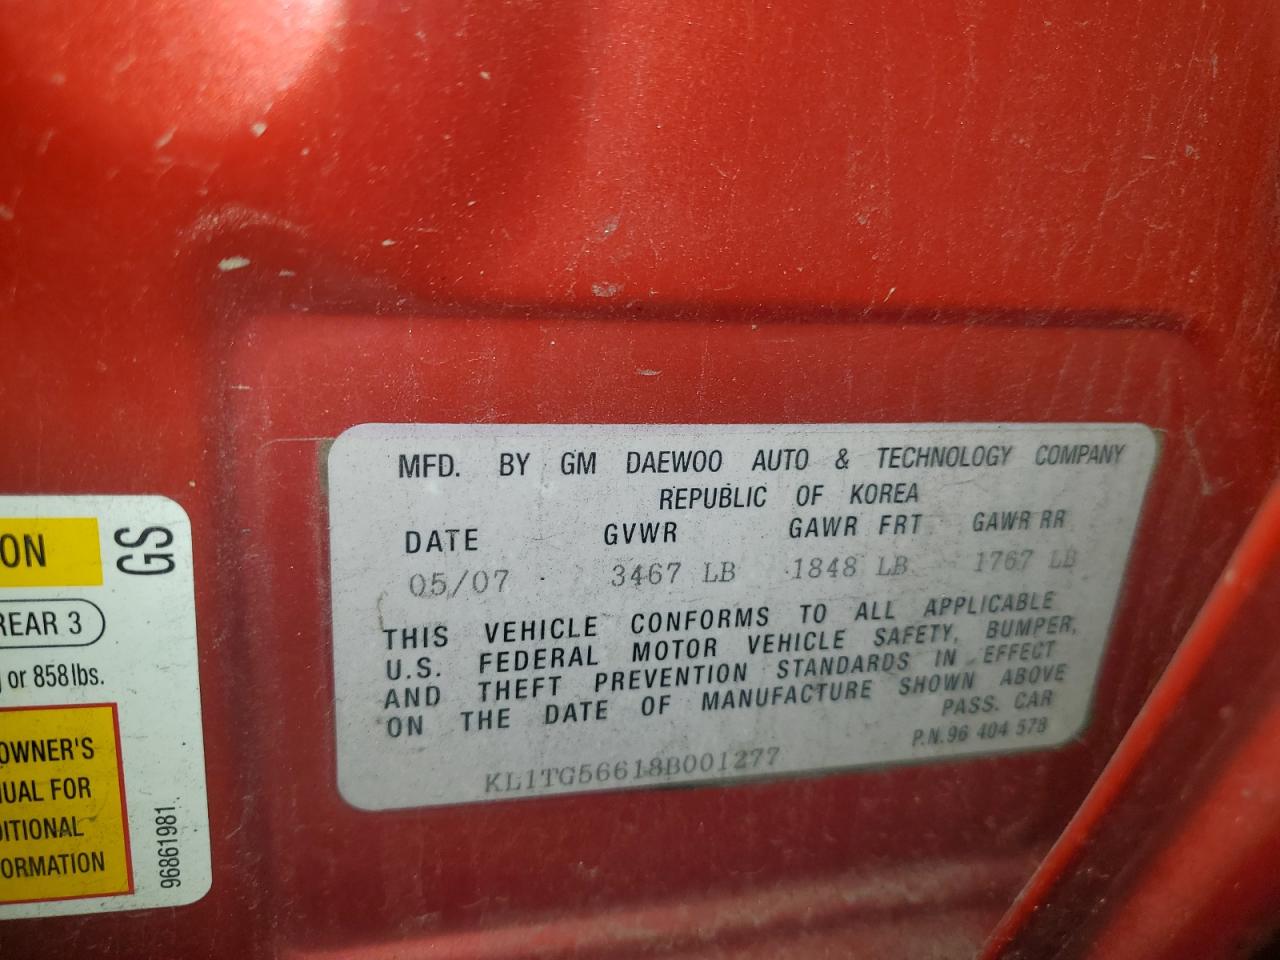 MFD. BY GM DAEWOO AUTO & TECHNOLOGY COMPANY
REPUBLIC OF KOREA
DATE GVWR GAWR FRT GAWR RR
05/07 3467 LB 1848 LB 1767 LB
THIS VEHICLE CONFORMS TO ALL APPLICABLE
U.S. FEDERAL MOTOR VEHICLE SAFETY, BUMPER,
AND THEFT PREVENTION STANDARDS IN EFFECT
ON THE DATE OF MANUFACTURE SHOWN ABOVE
PASS. CAR
P.N.96 404 578
KL1TG56618B001277
ON
GS
REAR 3
or 858lbs.
OWNER'S
UAL FOR
ITIONAL
ORMATION
96861981